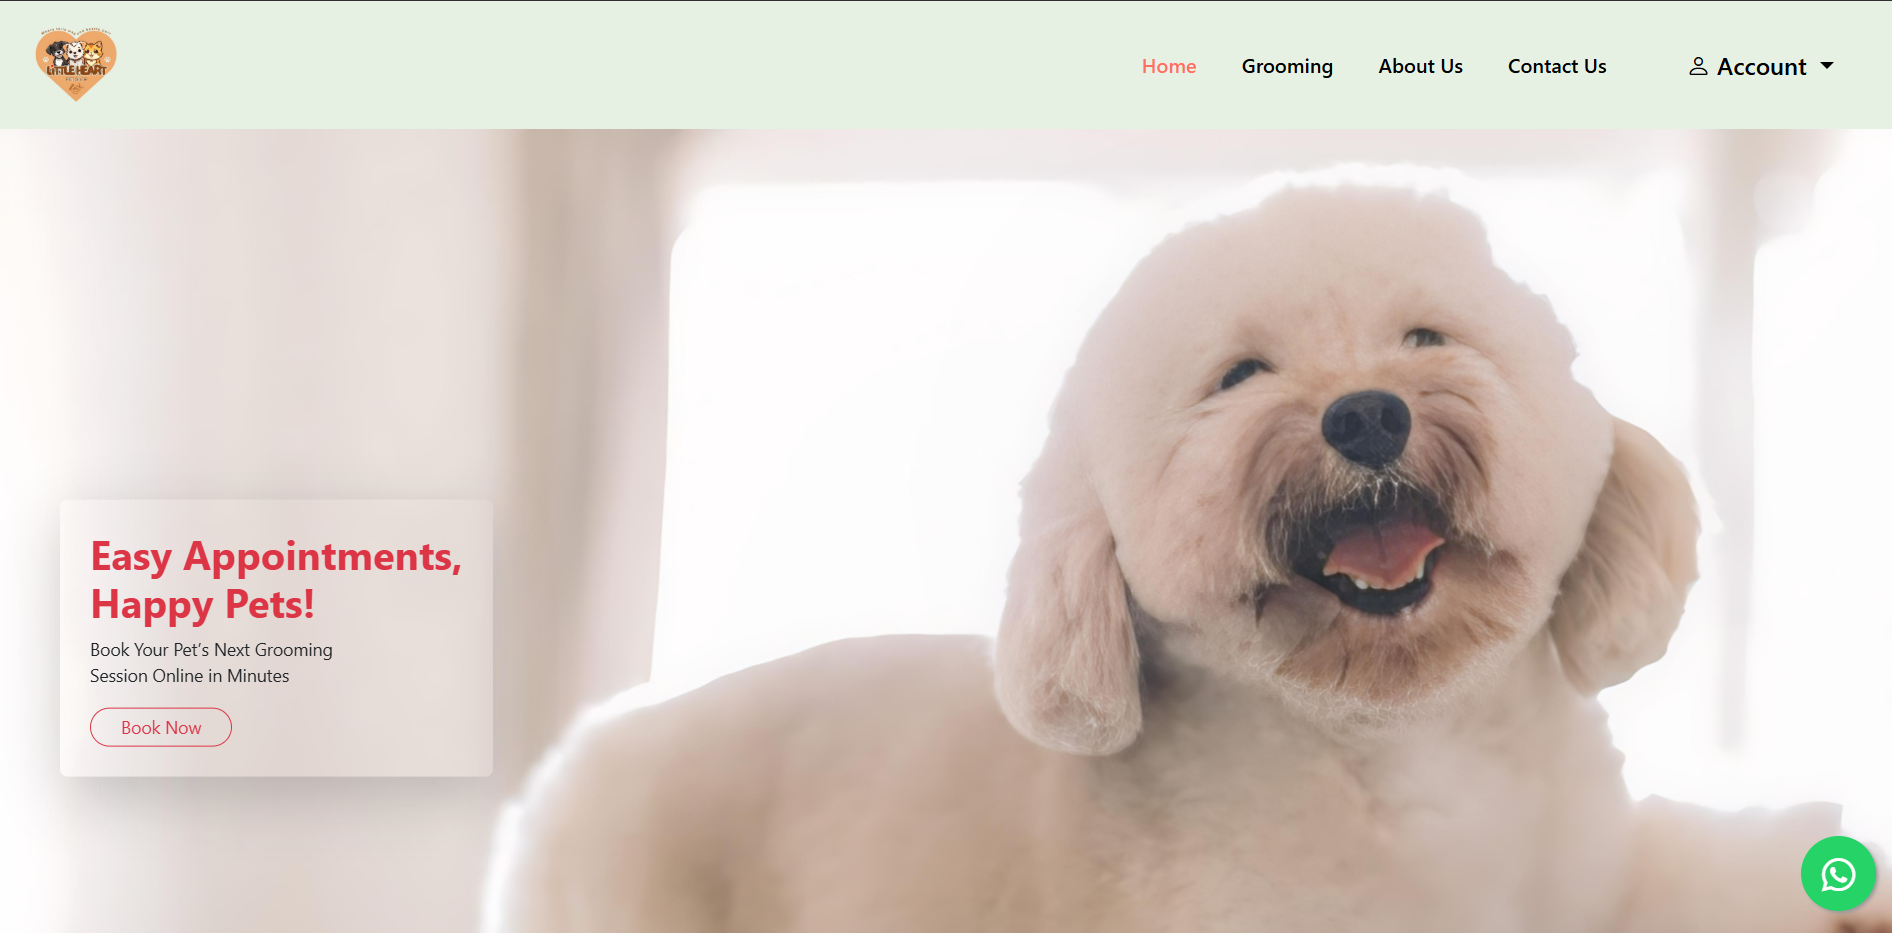 LITTLE HEART
Home
Grooming
About Us
Contact Us
Account
Easy Appointments,
Happy Pets!
Book Your Pet’s Next Grooming
Session Online in Minutes
Book Now